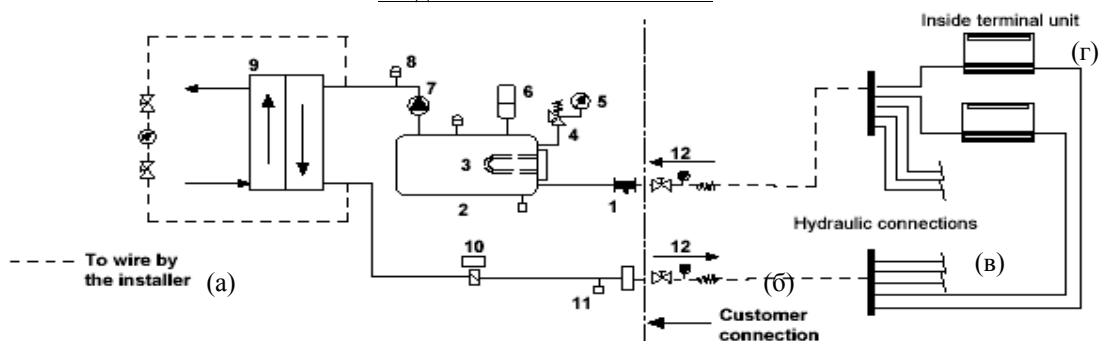 Inside terminal unit
(г)
9
8
7
6
5
4
3
2
12
1
Hydraulic connections
10
12
(в)
To wire by
the installer
(а)
11
(б)
Customer
connection